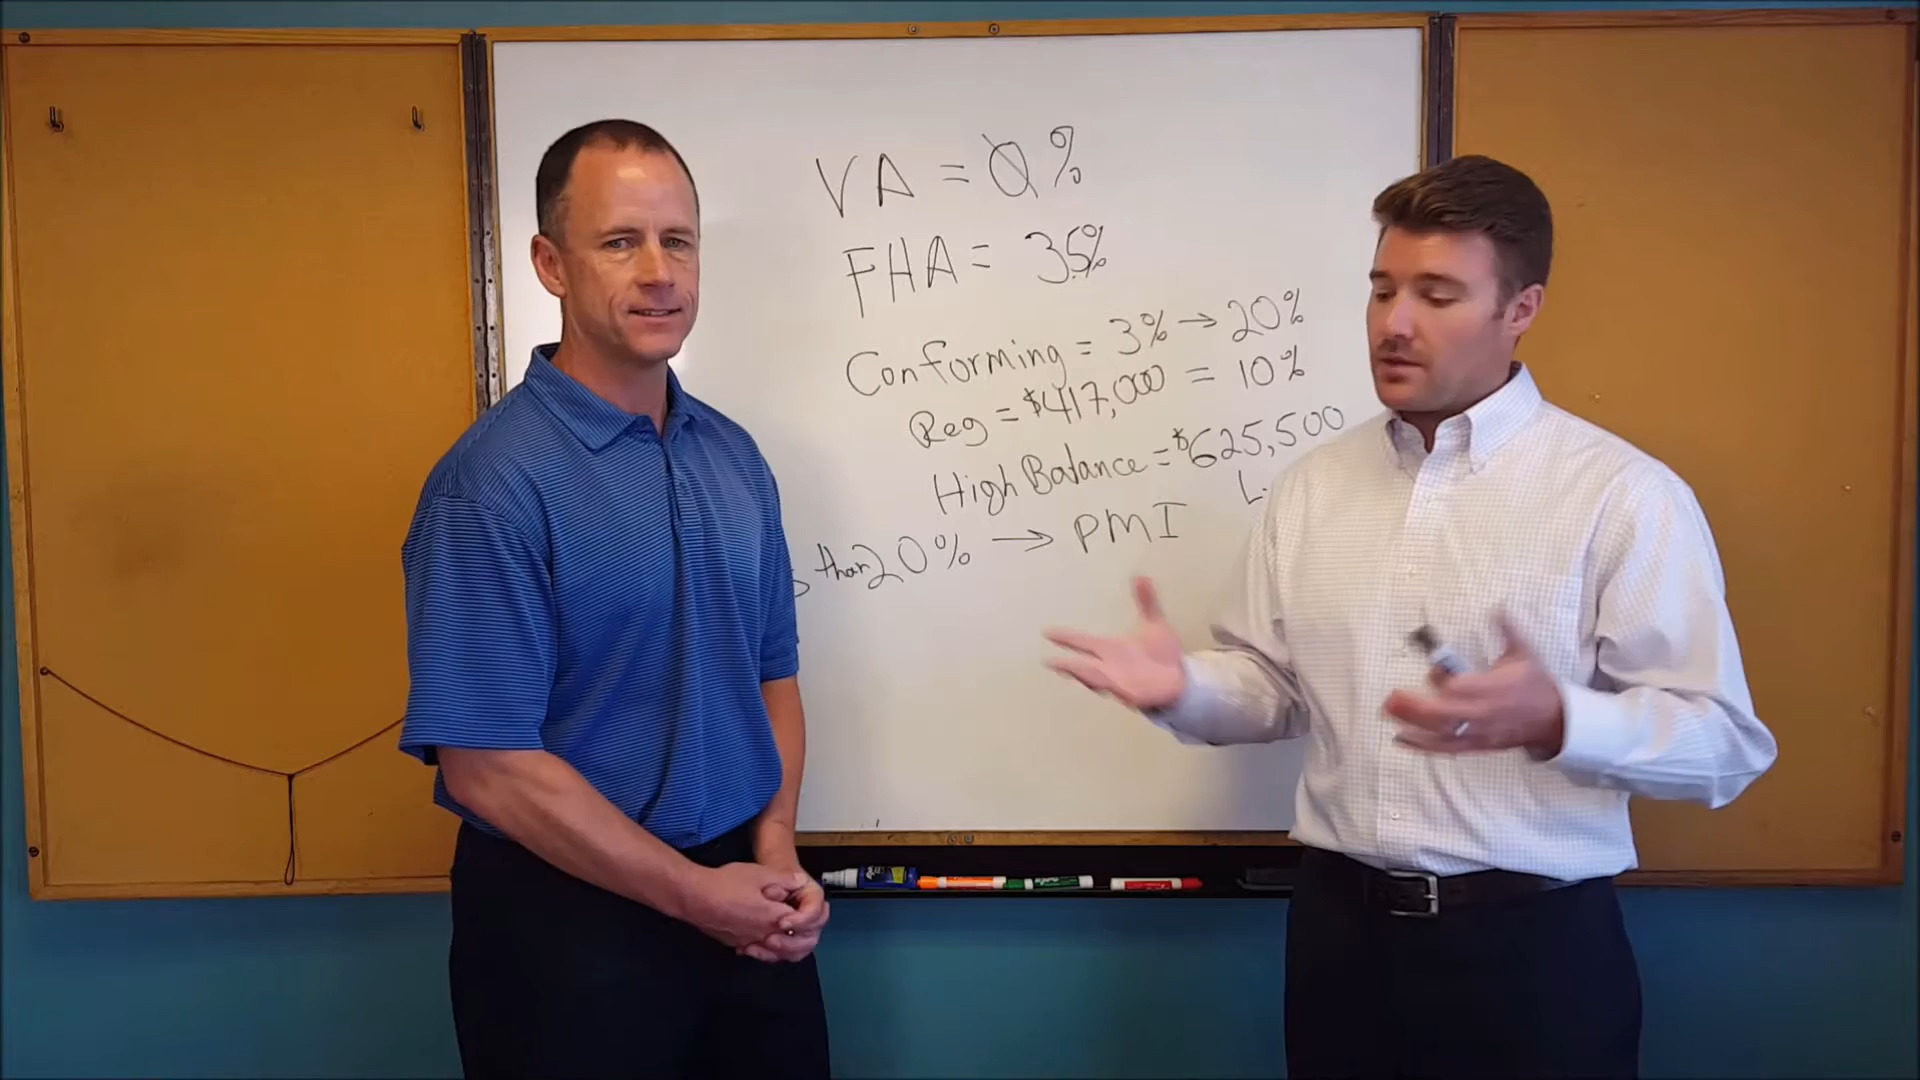 VA = 0%
FHA = 3.5%
Conforming = 3% → 20%
Reg = $417,000 = 10%
High Balance = $625,500
than 20% → PMI